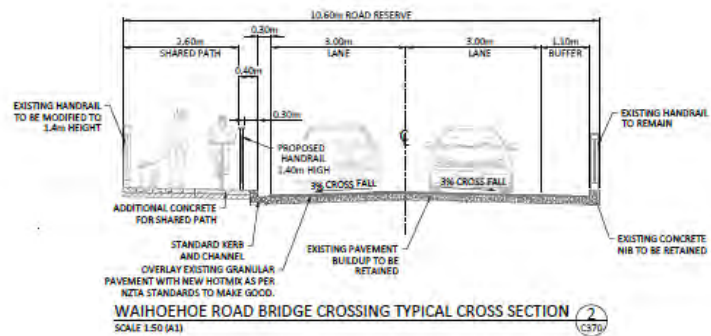 10.60m ROAD RESERVE
0.30m
2.60m
SHARED PATH
3.00m
LANE
3.00m
LANE
1.10m
BUFFER
0.40m
0.30m
EXISTING HANDRAIL
TO BE MODIFIED TO
1.4m HEIGHT
EXISTING HANDRAIL
TO REMAIN
PROPOSED
HANDRAIL
1.40m HIGH
3% CROSS FALL
3% CROSS FALL
ADDITIONAL CONCRETE
FOR SHARED PATH
STANDARD KERB
AND CHANNEL
EXISTING PAVEMENT
BUILDUP TO BE
RETAINED
EXISTING CONCRETE
NIB TO BE RETAINED
OVERLAY EXISTING GRANULAR
PAVEMENT WITH NEW HOTMIX AS PER
NZTA STANDARDS TO MAKE GOOD.
WAIHOEHOE ROAD BRIDGE CROSSING TYPICAL CROSS SECTION
2
C370
SCALE 1:50 (A1)